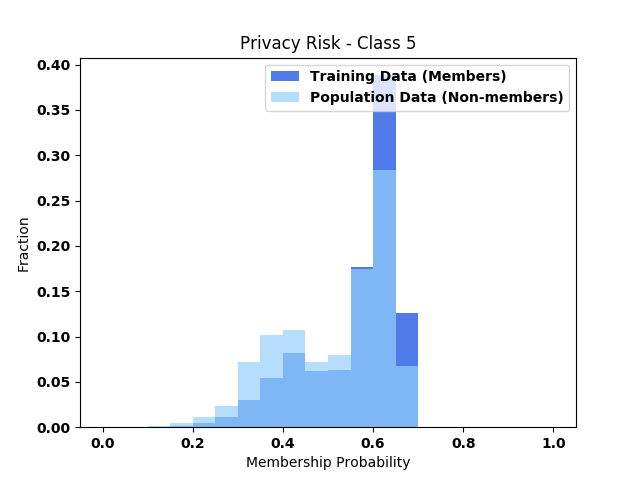 Privacy Risk - Class 5
Training Data (Members)
Population Data (Non-members)
0.40
0.35
0.30
0.25
0.20
0.15
0.10
0.05
0.00
Fraction
0.0 0.2 0.4 0.6 0.8 1.0
Membership Probability